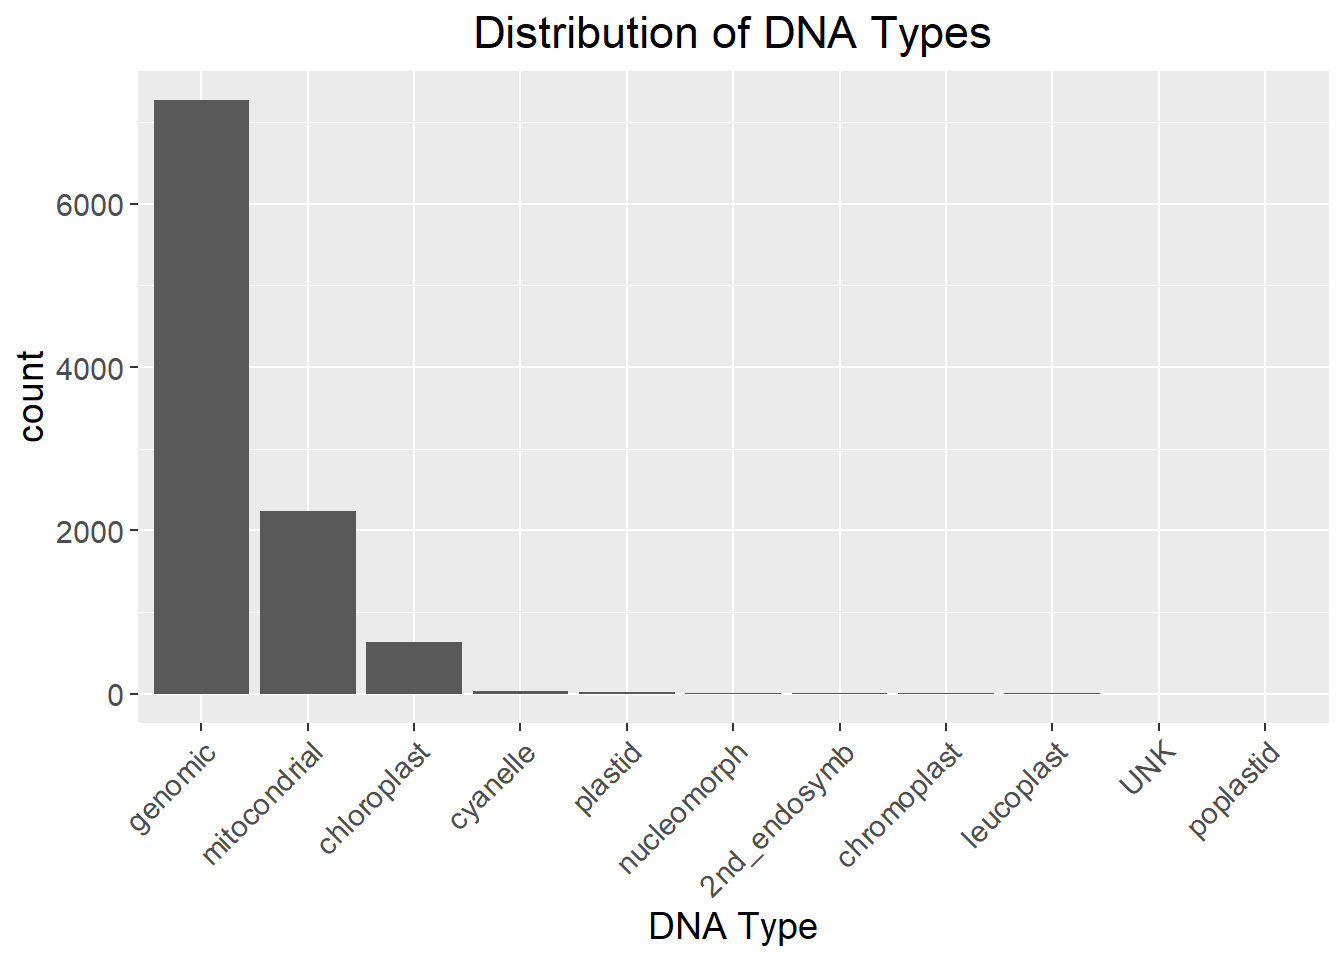 Distribution of DNA Types
count
6000
4000
2000
0
genomic
mitocondrial
chloroplast
cyanelle
plastid
nucleomorph
2nd_endosymb
chromoplast
leucoplast
UNK
poplastid
DNA Type